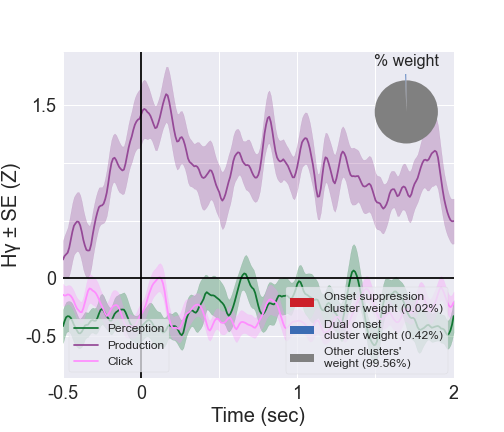 % weight
Hγ ± SE (Z)
1.5
0
-0.5
Perception
Production
Click
Onset suppression
cluster weight (0.02%)
Dual onset
cluster weight (0.42%)
Other clusters'
weight (99.56%)
-0.5
0
1
2
Time (sec)